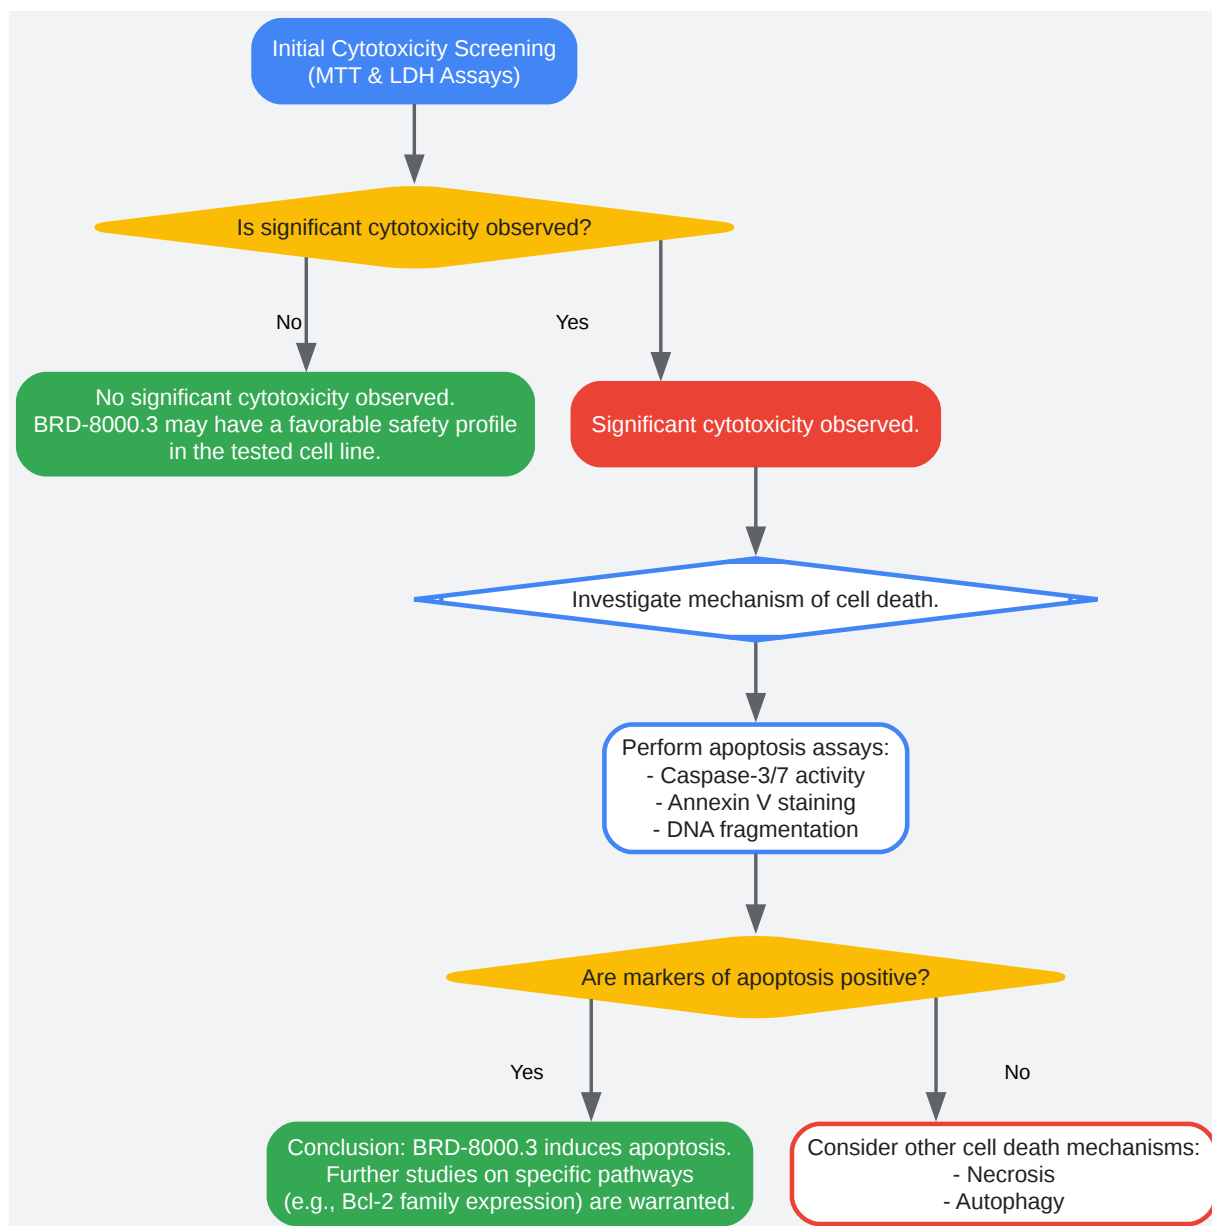 Initial Cytotoxicity Screening
(MTT & LDH Assays)
Is significant cytotoxicity observed?
No
Yes
No significant cytotoxicity observed.
BRD-8000.3 may have a favorable safety profile
in the tested cell line.
Significant cytotoxicity observed.
Investigate mechanism of cell death.
Perform apoptosis assays:
- Caspase-3/7 activity
- Annexin V staining
- DNA fragmentation
Are markers of apoptosis positive?
Yes
No
Conclusion: BRD-8000.3 induces apoptosis.
Further studies on specific pathways
(e.g., Bcl-2 family expression) are warranted.
Consider other cell death mechanisms:
- Necrosis
- Autophagy